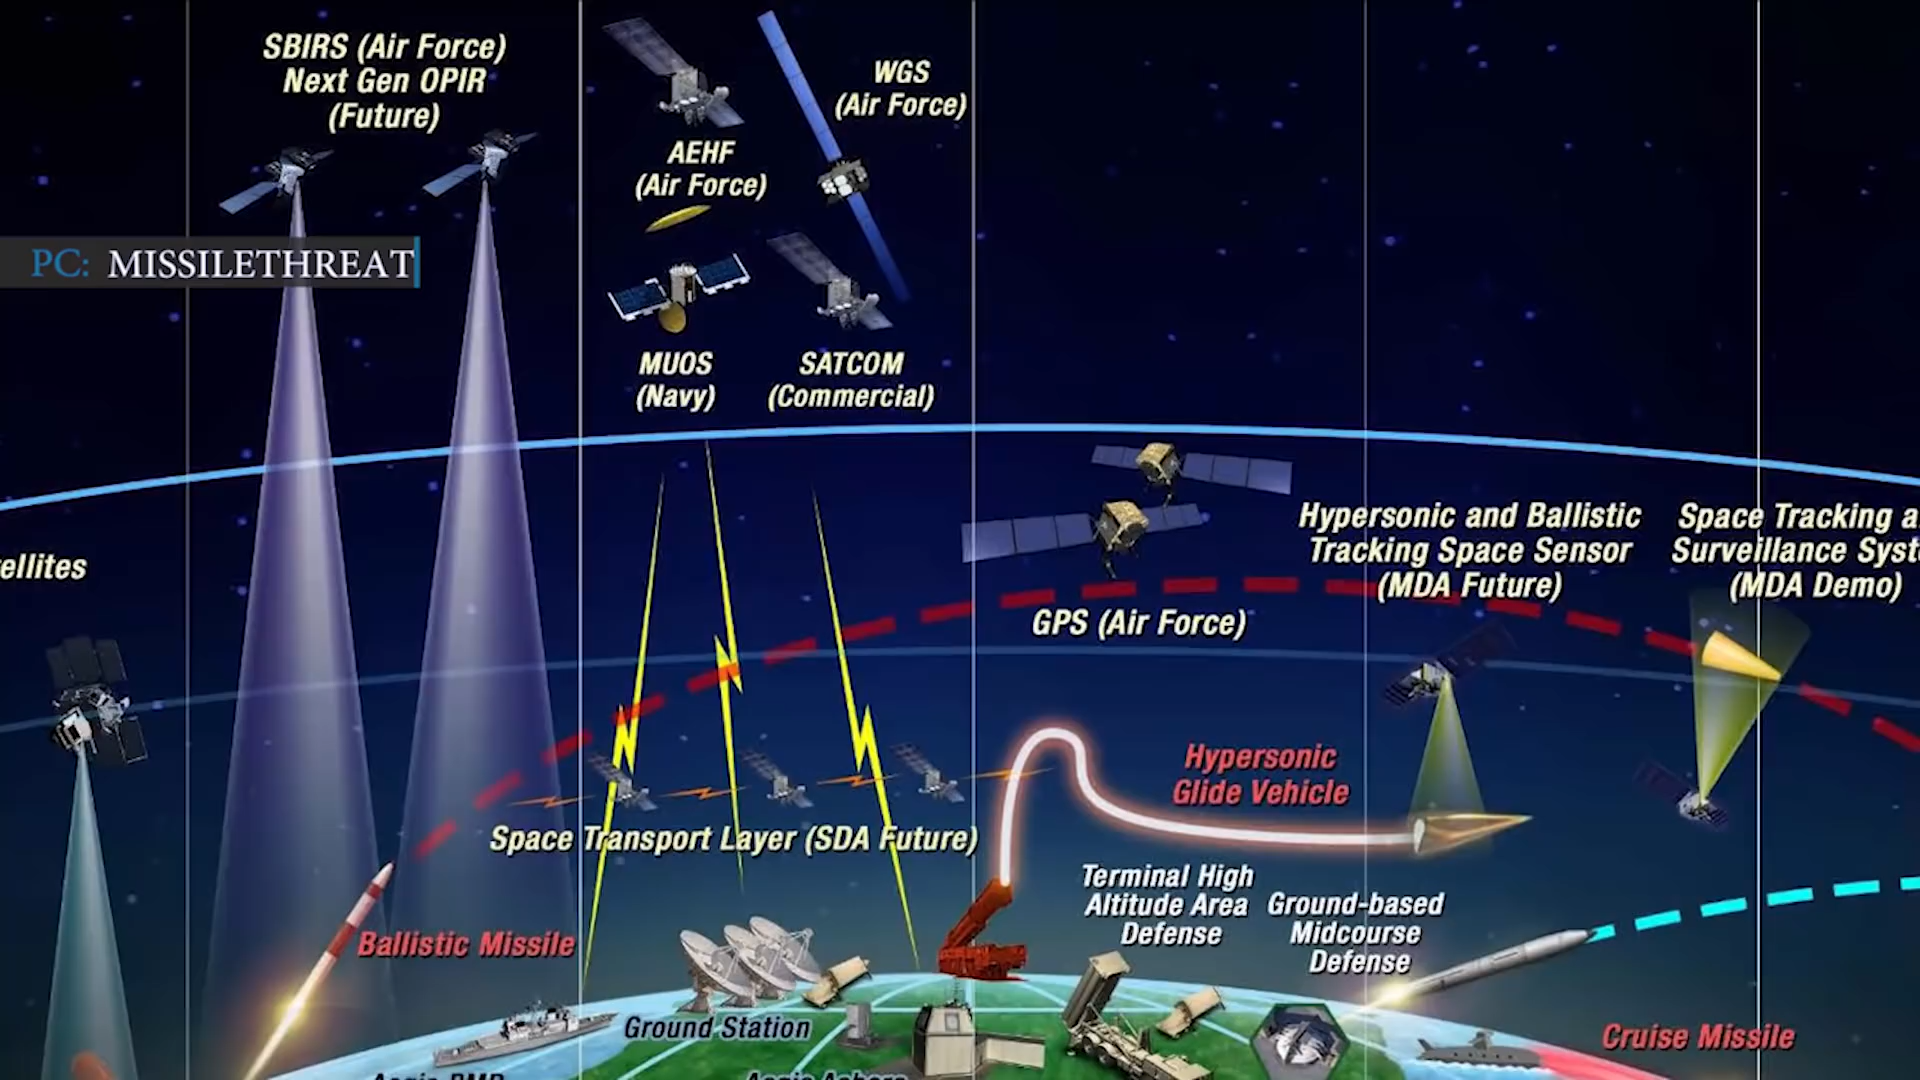 SBIRS (Air Force)
Next Gen OPIR
(Future)
WGS
(Air Force)
AEHF
(Air Force)
PC: MISSILETHREAT
MUOS
(Navy)
SATCOM
(Commercial)
ellites
GPS (Air Force)
Hypersonic and Ballistic
Tracking Space Sensor
(MDA Future)
Space Tracking a
Surveillance Syst
(MDA Demo)
Hypersonic
Glide Vehicle
Space Transport Layer (SDA Future)
Terminal High
Altitude Area
Defense
Ground-based
Midcourse
Defense
Ballistic Missile
Ground Station
Cruise Missile